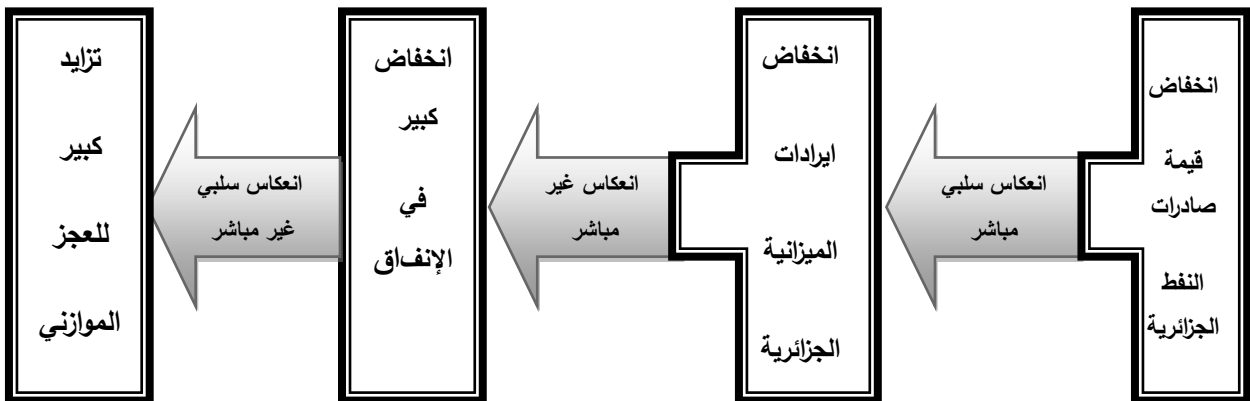 انخفاض
قيمة
صادرات
النفط
الجزائرية
انعكاس سلبي
مباشر
انخفاض
ايرادات
الميزانية
الجزائرية
انعكاس غير
مباشر
انخفاض
كبير
في
الإنفاق
انعكاس سلبي
غير مباشر
تزايد
كبير
للعجز
الموازني